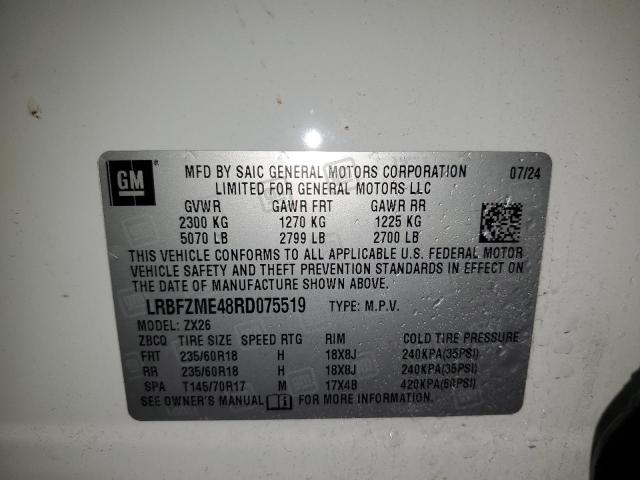 GM ®
MFD BY SAIC GENERAL MOTORS CORPORATION 07/24
LIMITED FOR GENERAL MOTORS LLC
GVWR GAWR FRT GAWR RR
2300 KG 1270 KG 1225 KG
5070 LB 2799 LB 2700 LB
THIS VEHICLE CONFORMS TO ALL APPLICABLE U.S. FEDERAL MOTOR
VEHICLE SAFETY AND THEFT PREVENTION STANDARDS IN EFFECT ON
THE DATE OF MANUFACTURE SHOWN ABOVE.
LRBFZME48RD075519 TYPE: M.P.V.
MODEL: ZX26
ZBCQ TIRE SIZE SPEED RTG RIM COLD TIRE PRESSURE
FRT 235/60R18 H 18X8J 240KPA(35PSI)
RR 235/60R18 H 18X8J 240KPA(35PSI)
SPA T145/70R17 M 17X4B 420KPA(60PSI)
SEE OWNER'S MANUAL i FOR MORE INFORMATION.